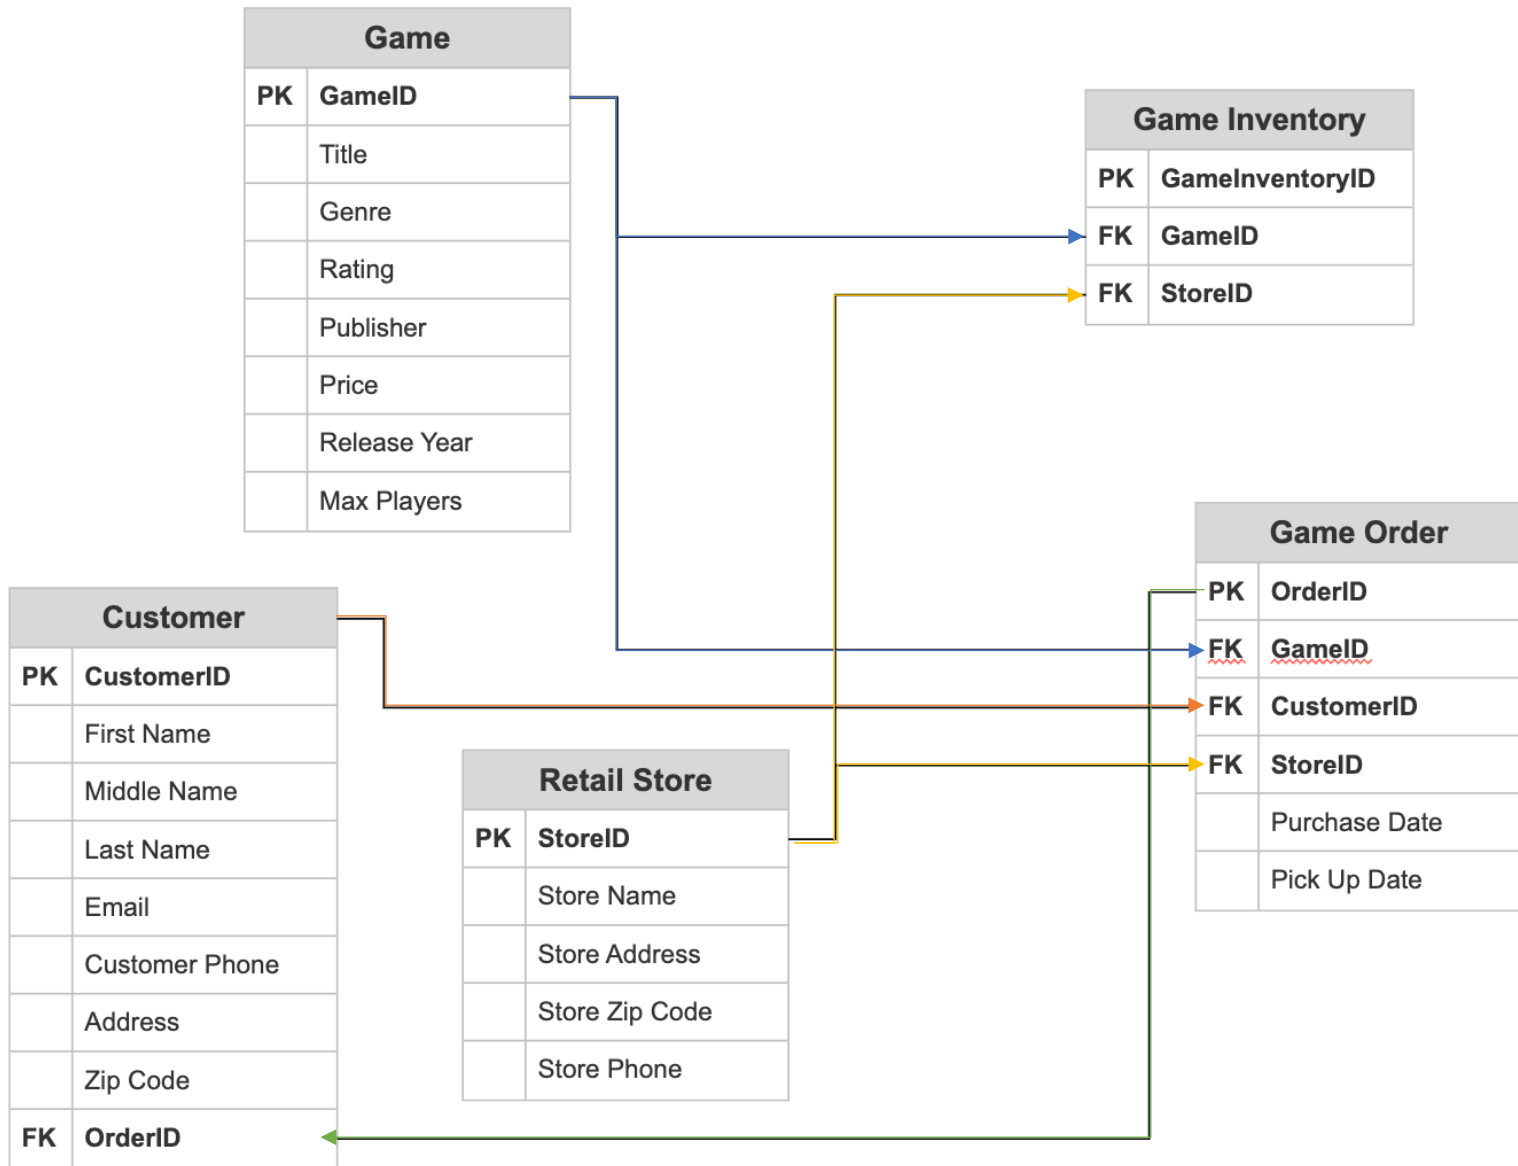 Game
PK GameID
Title
Genre
Rating
Publisher
Price
Release Year
Max Players
Game Inventory
PK GameInventoryID
FK GameID
FK StoreID
Game Order
PK OrderID
FK GameID
FK CustomerID
FK StoreID
Purchase Date
Pick Up Date
Customer
PK CustomerID
First Name
Middle Name
Last Name
Email
Customer Phone
Address
Zip Code
FK OrderID
Retail Store
PK StoreID
Store Name
Store Address
Store Zip Code
Store Phone